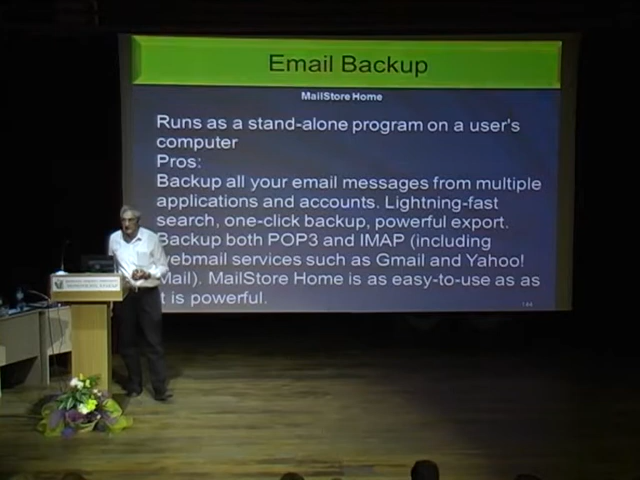 Email Backup
MailStore Home
Runs as a stand-alone program on a user's
computer
Pros:
Backup all your email messages from multiple
applications and accounts. Lightning-fast
search, one-click backup, powerful export.
Backup both POP3 and IMAP (including
webmail services such as Gmail and Yahoo!
Mail). MailStore Home is as easy-to-use as as
it is powerful.
144